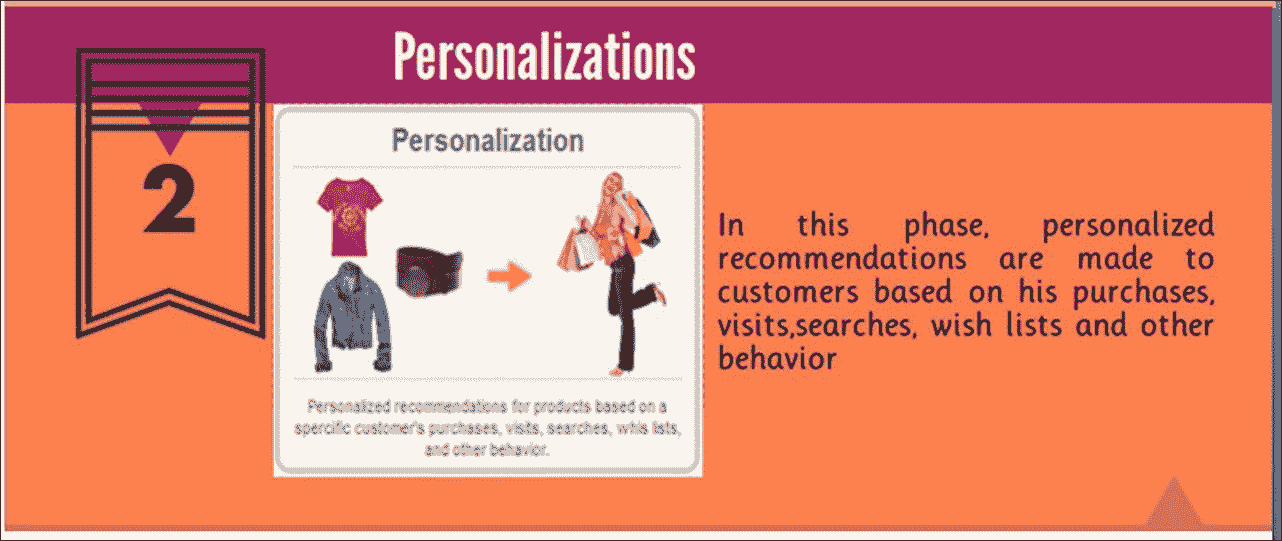 Personalizations
2
Personalization
Personalized recommendations for products based on a
spercific customer's purchases, visits, searches, whis lists,
and other behavior.
In this phase, personalized
recommendations are made to
customers based on his purchases,
visits,searches, wish lists and other
behavior